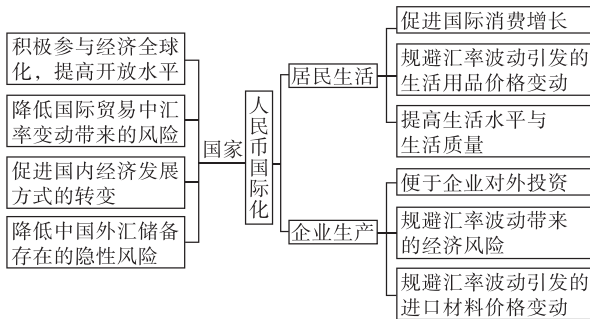 积极参与经济全球
化，提高开放水平
降低国际贸易中汇
率变动带来的风险
促进国内经济发展
方式的转变
降低中国外汇储备
存在的隐性风险
国家
人民币国际化
居民生活
促进国际消费增长
规避汇率波动引发的
生活用品价格变动
提高生活水平与
生活质量
企业生产
便于企业对外投资
规避汇率波动带来
的经济风险
规避汇率波动引发的
进口材料价格变动